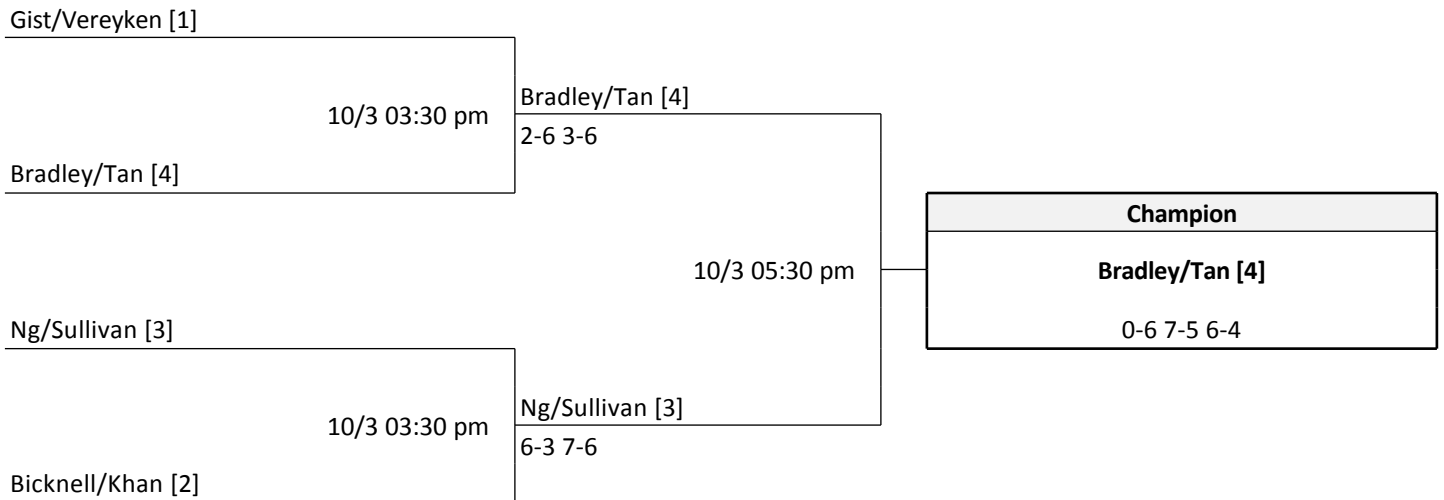 Gist/Vereyken [1]
10/3 03:30 pm
Bradley/Tan [4]
2-6 3-6
Bradley/Tan [4]
Champion
10/3 05:30 pm
Bradley/Tan [4]
0-6 7-5 6-4
Ng/Sullivan [3]
10/3 03:30 pm
Ng/Sullivan [3]
6-3 7-6
Bicknell/Khan [2]